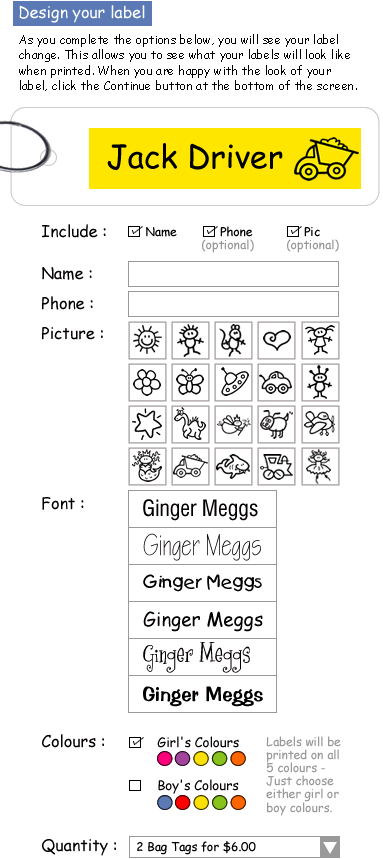 Design your label
As you complete the options below, you will see your label
change. This allows you to see what your labels will look like
when printed. When you are happy with the look of your
label, click the Continue button at the bottom of the screen.
Jack Driver
Include : Name Phone Pic
(optional) (optional)
Name :
Phone :
Picture :
Font : Ginger Meggs
Ginger Meggs
Ginger Meggs
Ginger Meggs
Ginger Meggs
Ginger Meggs
Colours : Girl's Colours
Boy's Colours
Labels will be
printed on all
5 colours -
Just choose
either girl or
boy colours.
Quantity : 2 Bag Tags for $6.00